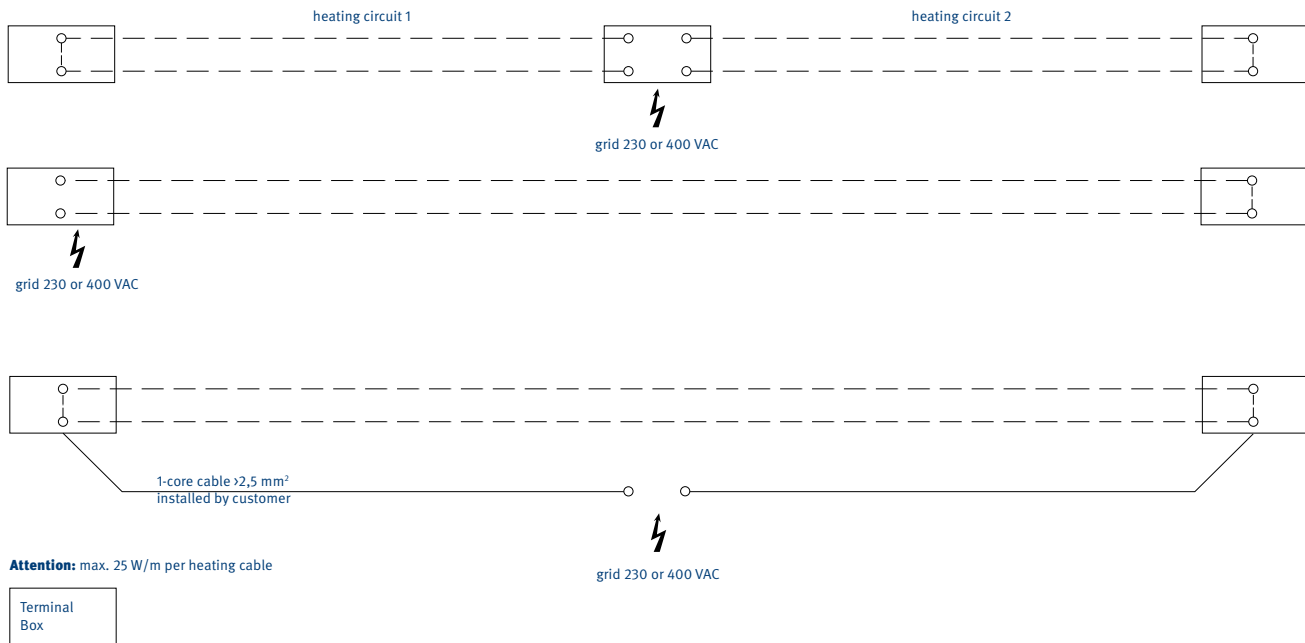 heating circuit 1
heating circuit 2
grid 230 or 400 VAC
grid 230 or 400 VAC
1-core cable >2,5 mm²
installed by customer
Attention: max. 25 W/m per heating cable
grid 230 or 400 VAC
Terminal
Box